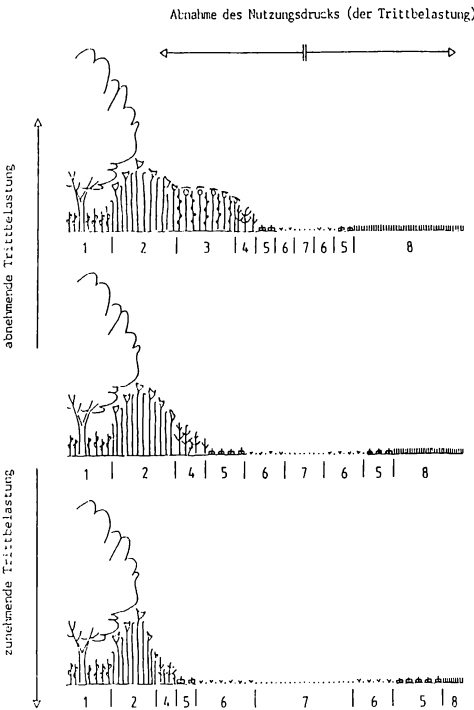 Abnahme des Nutzungsdrucks (der Trittbelastung)
abnehmende Trittbelastung
1 | 2 | 3 | 4 | 5 | 6 | 7 | 6 | 5 | 8
1 | 2 | 4 | 5 | 6 | 7 | 6 | 5 | 8
zunehmende Trittbelastung
1 | 2 | 4 | 5 | 6 | 7 | 6 | 5 | 8